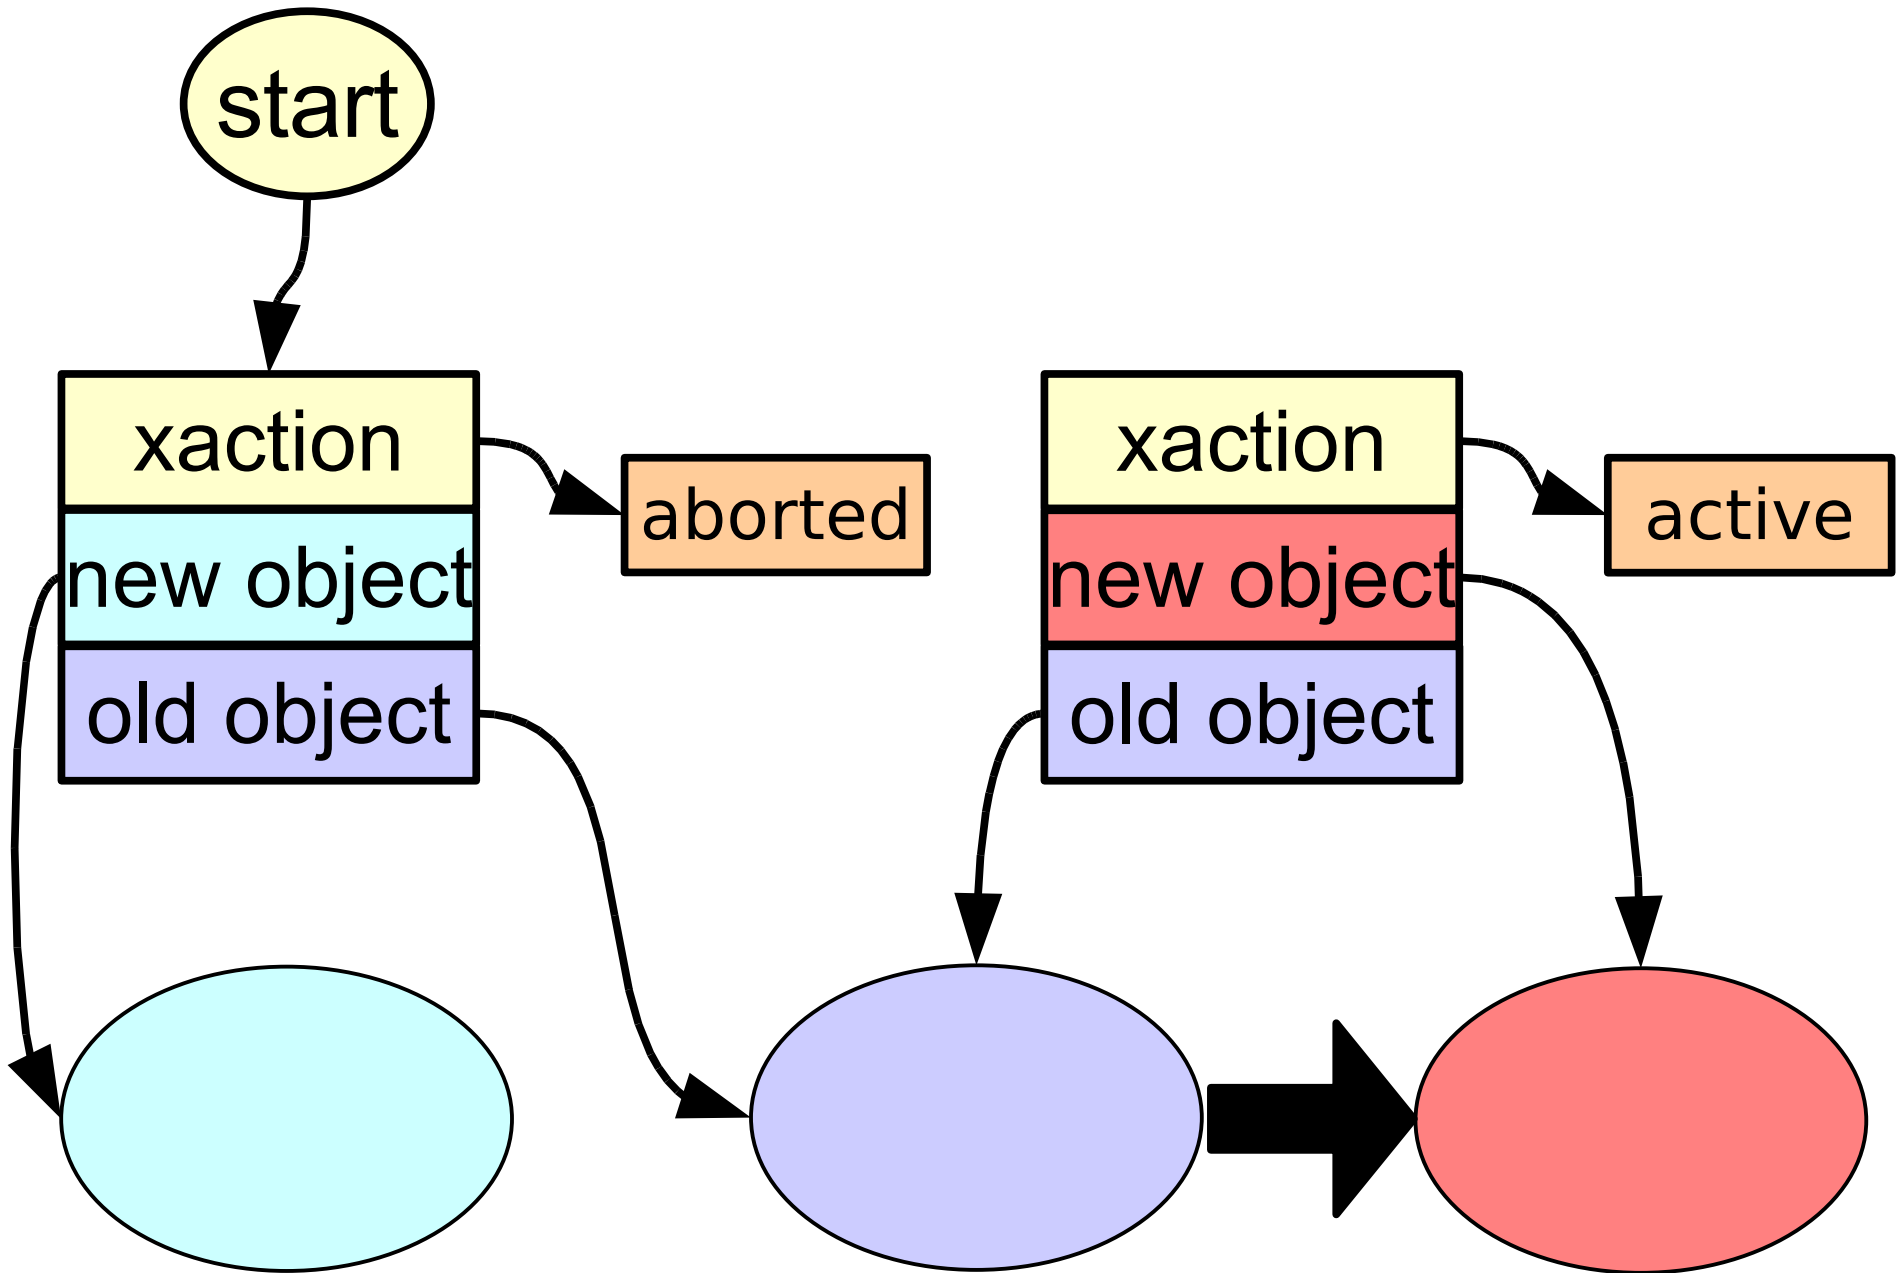 start
xaction
aborted
new object
old object
xaction
active
new object
old object